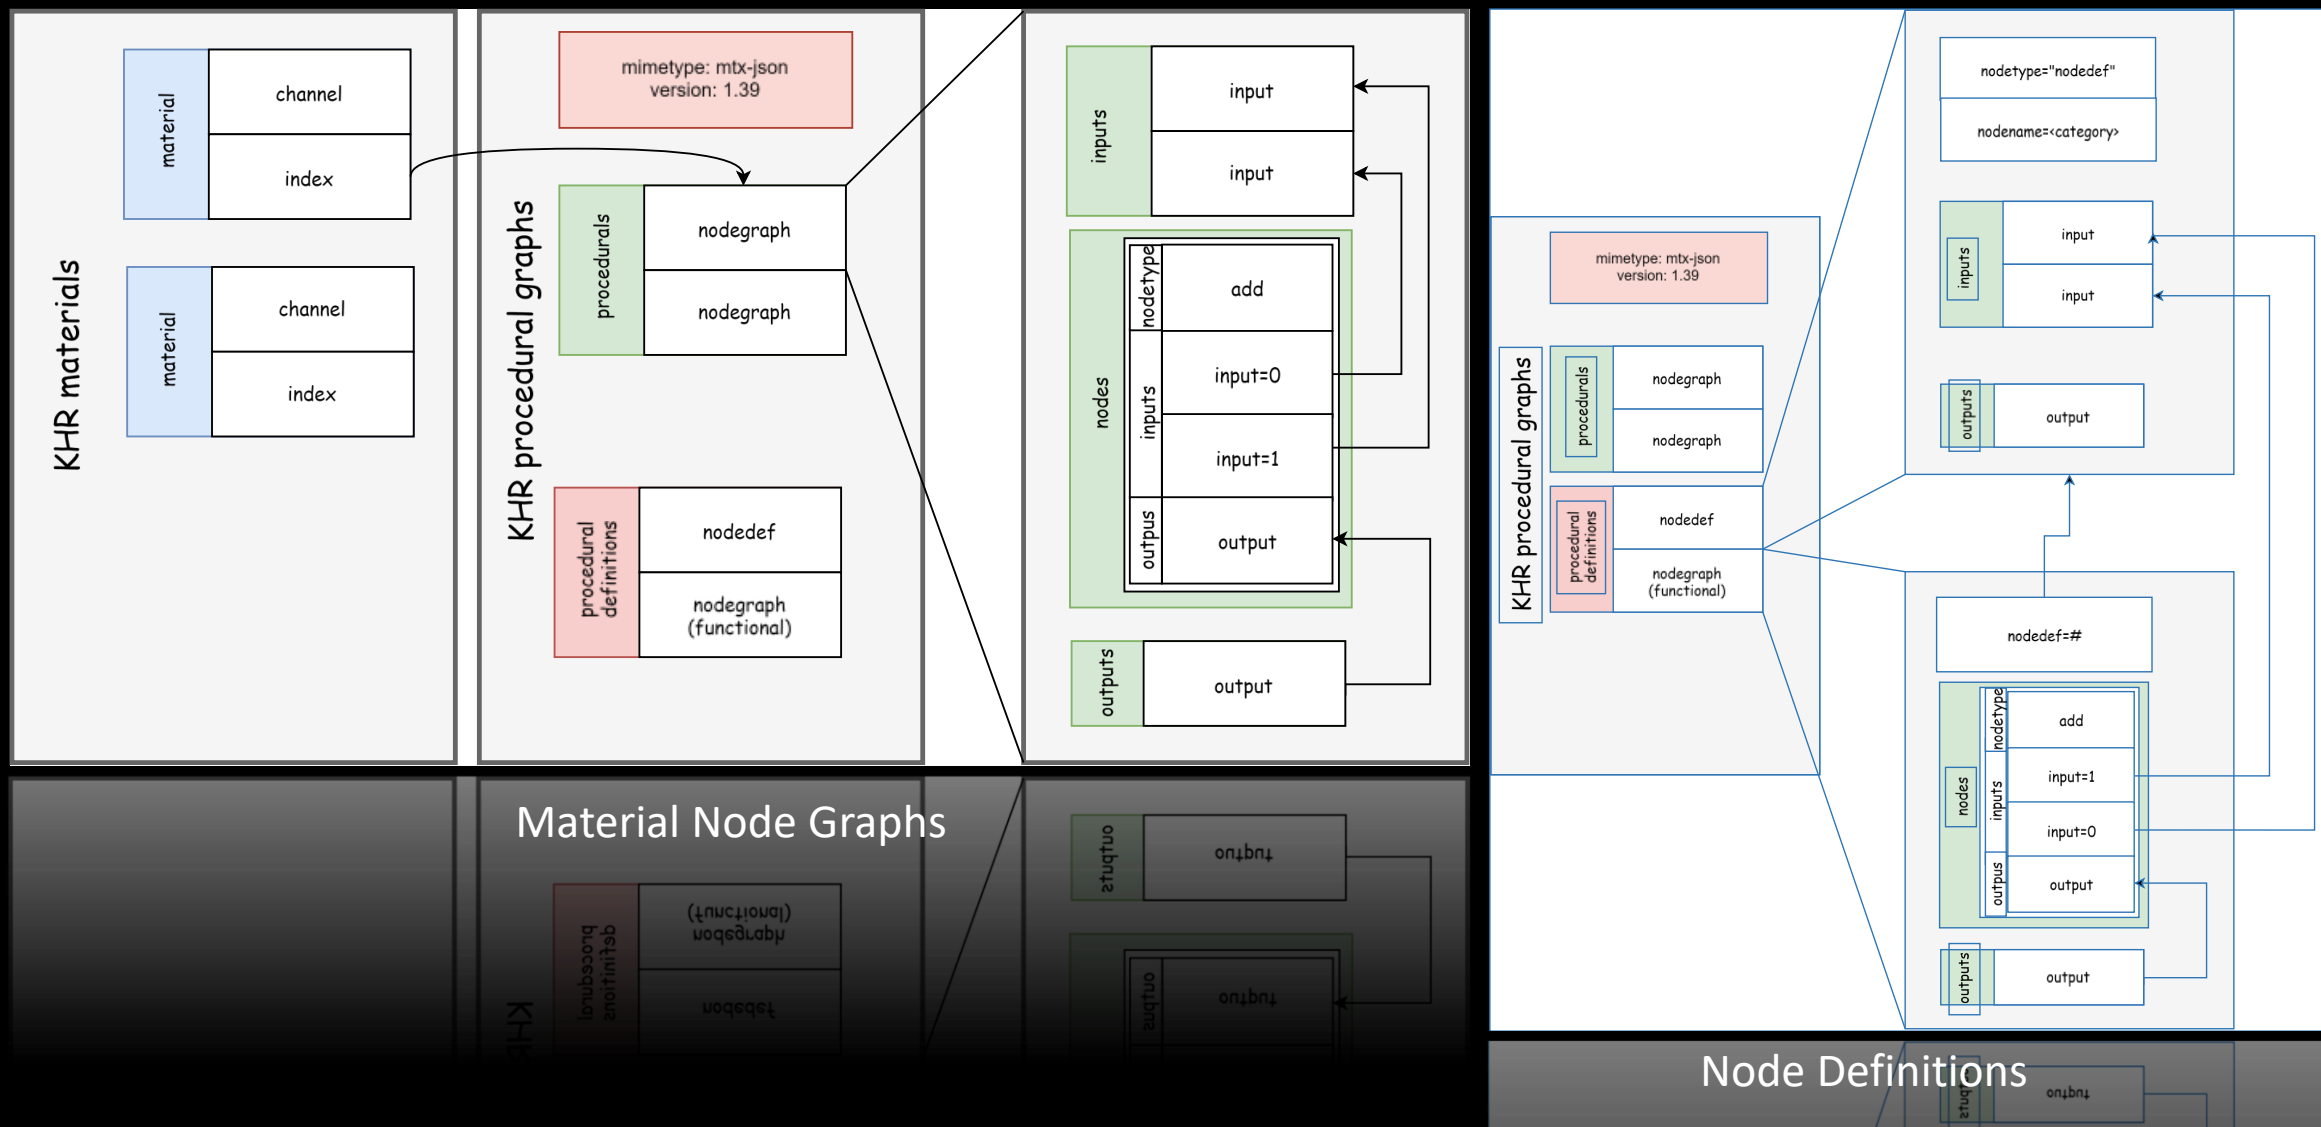 KHR materials
material
channel
index
material
channel
index
KHR procedural graphs
mimetype: mtx-json
version: 1.39
procedurals
nodegraph
nodegraph
procedural
definitions
nodedef
nodegraph
(functional)
inputs
input
input
nodes
nodetype
add
inputs
input=0
input=1
outpus
output
outputs
output
Material Node Graphs
KHR procedural graphs
mimetype: mtx-json
version: 1.39
procedurals
nodegraph
nodegraph
procedural
definitions
nodedef
nodegraph
(functional)
nodetype="nodedef"
nodename=<category>
inputs
input
input
outputs
output
nodedef=#
nodes
nodetype
add
inputs
input=1
input=0
outpus
output
outputs
output
Node Definitions